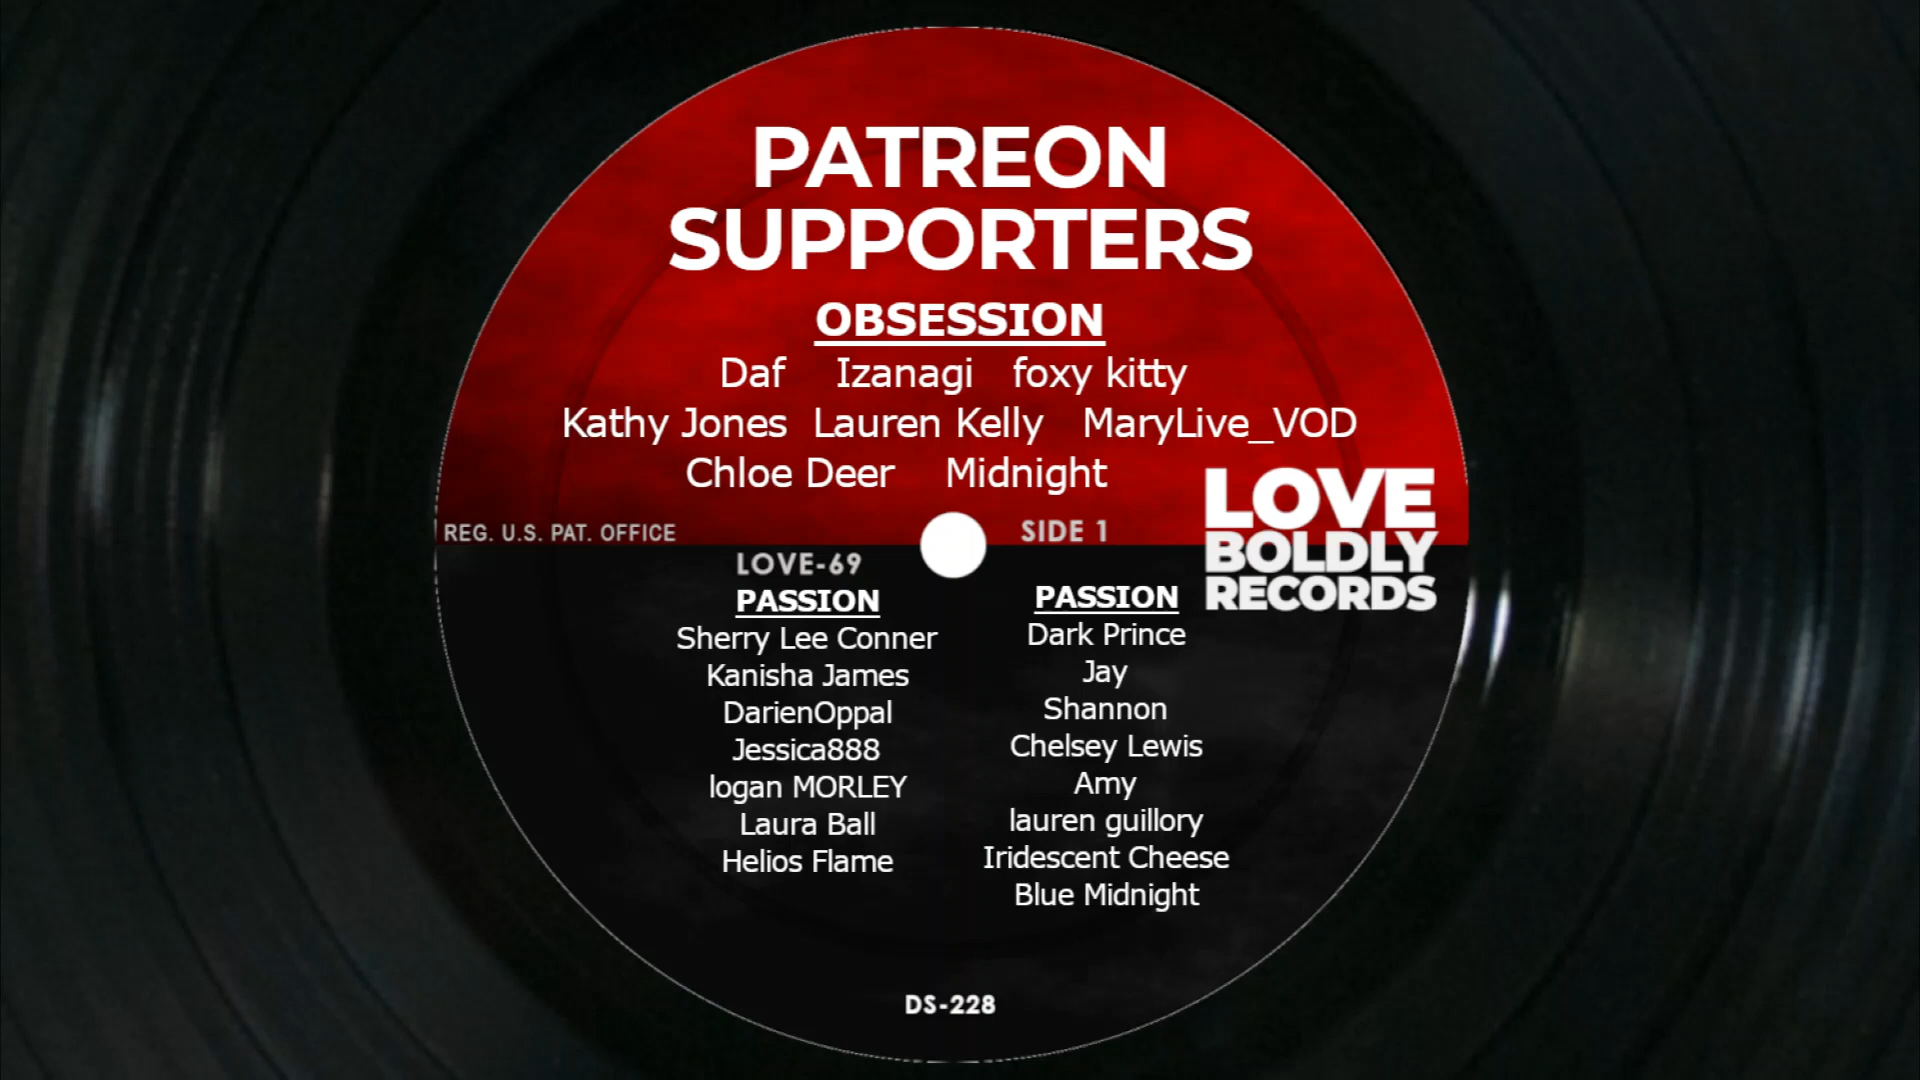 PATREON
SUPPORTERS
OBSESSION
Daf Izanagi foxy kitty
Kathy Jones Lauren Kelly MaryLive_VOD
Chloe Deer Midnight
REG. U.S. PAT. OFFICE
SIDE 1
LOVE
BOLDLY
RECORDS
LOVE-69
PASSION
Sherry Lee Conner
Kanisha James
DarienOppal
Jessica888
logan MORLEY
Laura Ball
Helios Flame
PASSION
Dark Prince
Jay
Shannon
Chelsey Lewis
Amy
lauren guillory
Iridescent Cheese
Blue Midnight
DS-228